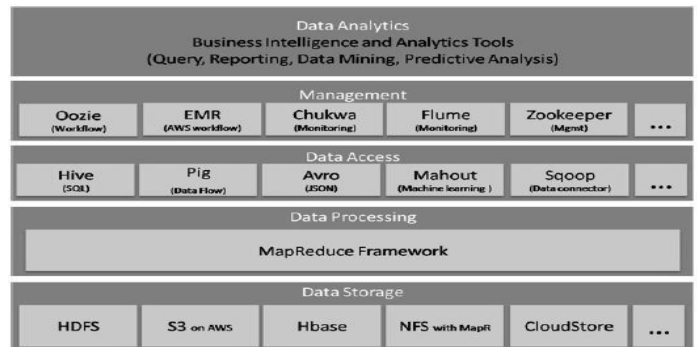 Data Analytics
Business Intelligence and Analytics Tools
(Query, Reporting, Data Mining, Predictive Analysis)
Management
Oozie
(Workflow)
EMR
(AWS workflow)
Chukwa
(Monitoring)
Flume
(Monitoring)
Zookeeper
(Mgmt)
...
Data Access
Hive
(SQL)
Pig
(Data Flow)
Avro
(JSON)
Mahout
(Machine learning )
Sqoop
(Data connector)
...
Data Processing
MapReduce Framework
Data Storage
HDFS
S3 on AWS
Hbase
NFS with MapR
CloudStore
...